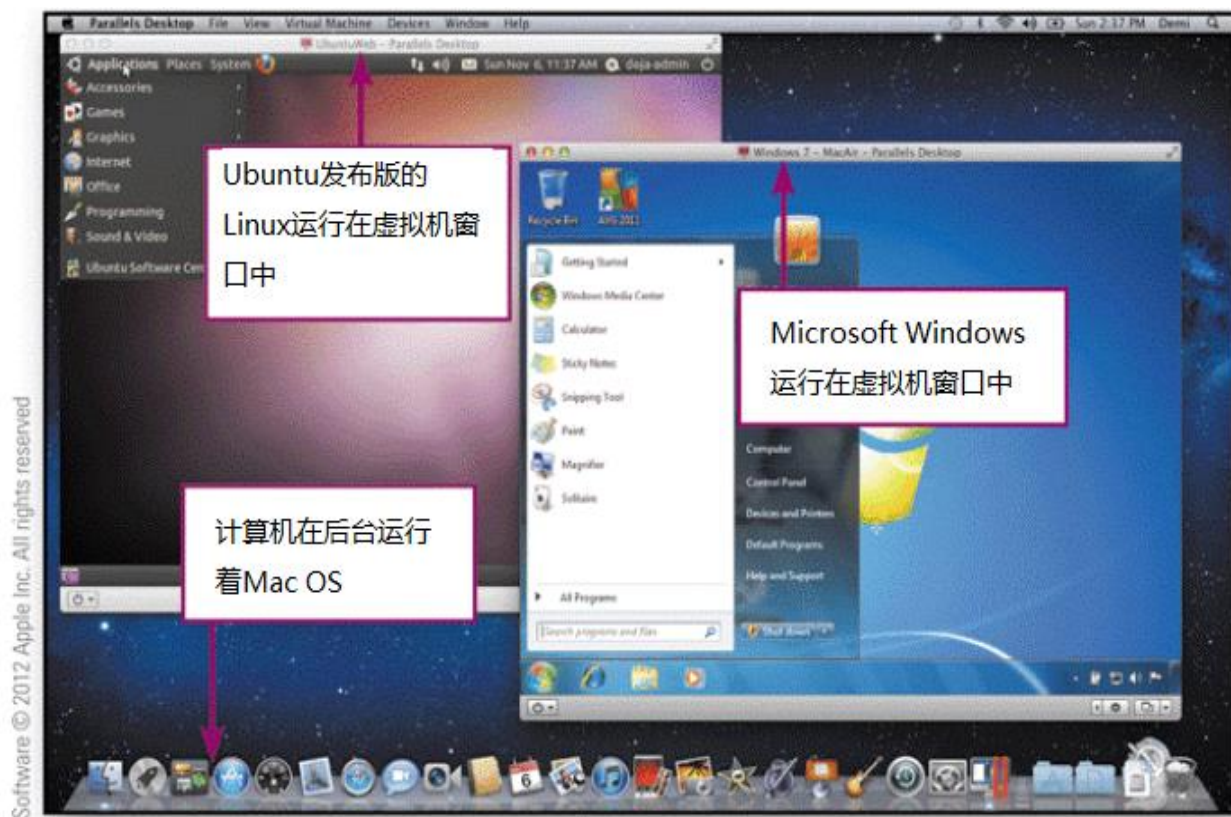 Parallels Desktop File View Virtual Machine Devices Window Help
Sun 2:17 PM Demi
UbuntuWeb - Parallels Desktop
Applications Places System
Sun Nov 6, 11:37 AM deja-admin
Accessories
Games
Graphics
Internet
Office
Programming
Sound & Video
Ubuntu Software Cen
Ubuntu发布版的
Linux运行在虚拟机窗
口中
Windows 7 - MacAir - Parallels Desktop
Recycle Bin AVG 2011
Getting Started
Windows Media Center
Calculator
Sticky Notes
Snipping Tool
Paint
Magnifier
Solitaire
All Programs
Search programs and files
Computer
Control Panel
Devices and Printers
Default Programs
Help and Support
Shut down
Microsoft Windows
运行在虚拟机窗口中
计算机在后台运行
着Mac OS
6
Software © 2012 Apple Inc. All rights reserved